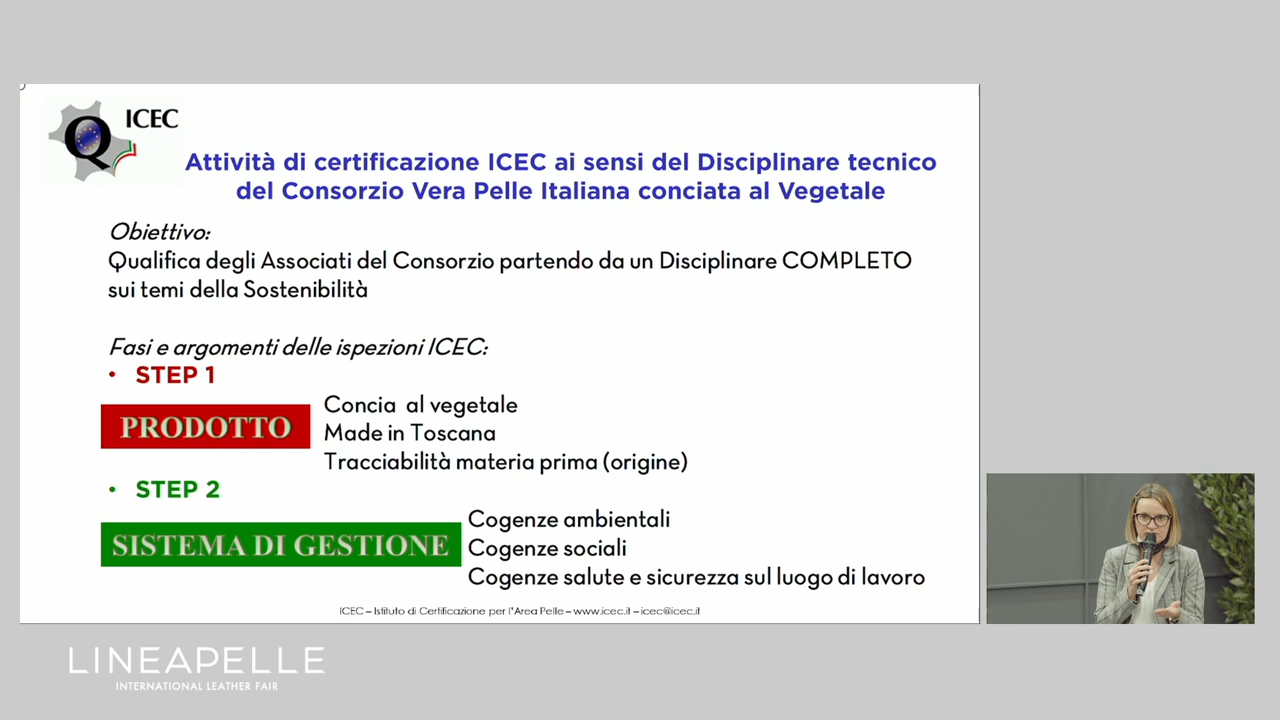 ICEC
Q
Attività di certificazione ICEC ai sensi del Disciplinare tecnico
del Consorzio Vera Pelle Italiana conciata al Vegetale
Obiettivo:
Qualifica degli Associati del Consorzio partendo da un Disciplinare COMPLETO
sui temi della Sostenibilità
Fasi e argomenti delle ispezioni ICEC:
• STEP 1
PRODOTTO
Concia al vegetale
Made in Toscana
Tracciabilità materia prima (origine)
• STEP 2
SISTEMA DI GESTIONE
Cogenze ambientali
Cogenze sociali
Cogenze salute e sicurezza sul luogo di lavoro
ICEC – Istituto di Certificazione per l'Area Pelle – www.icec.it – icec@icec.it
LINEAPELLE
INTERNATIONAL LEATHER FAIR